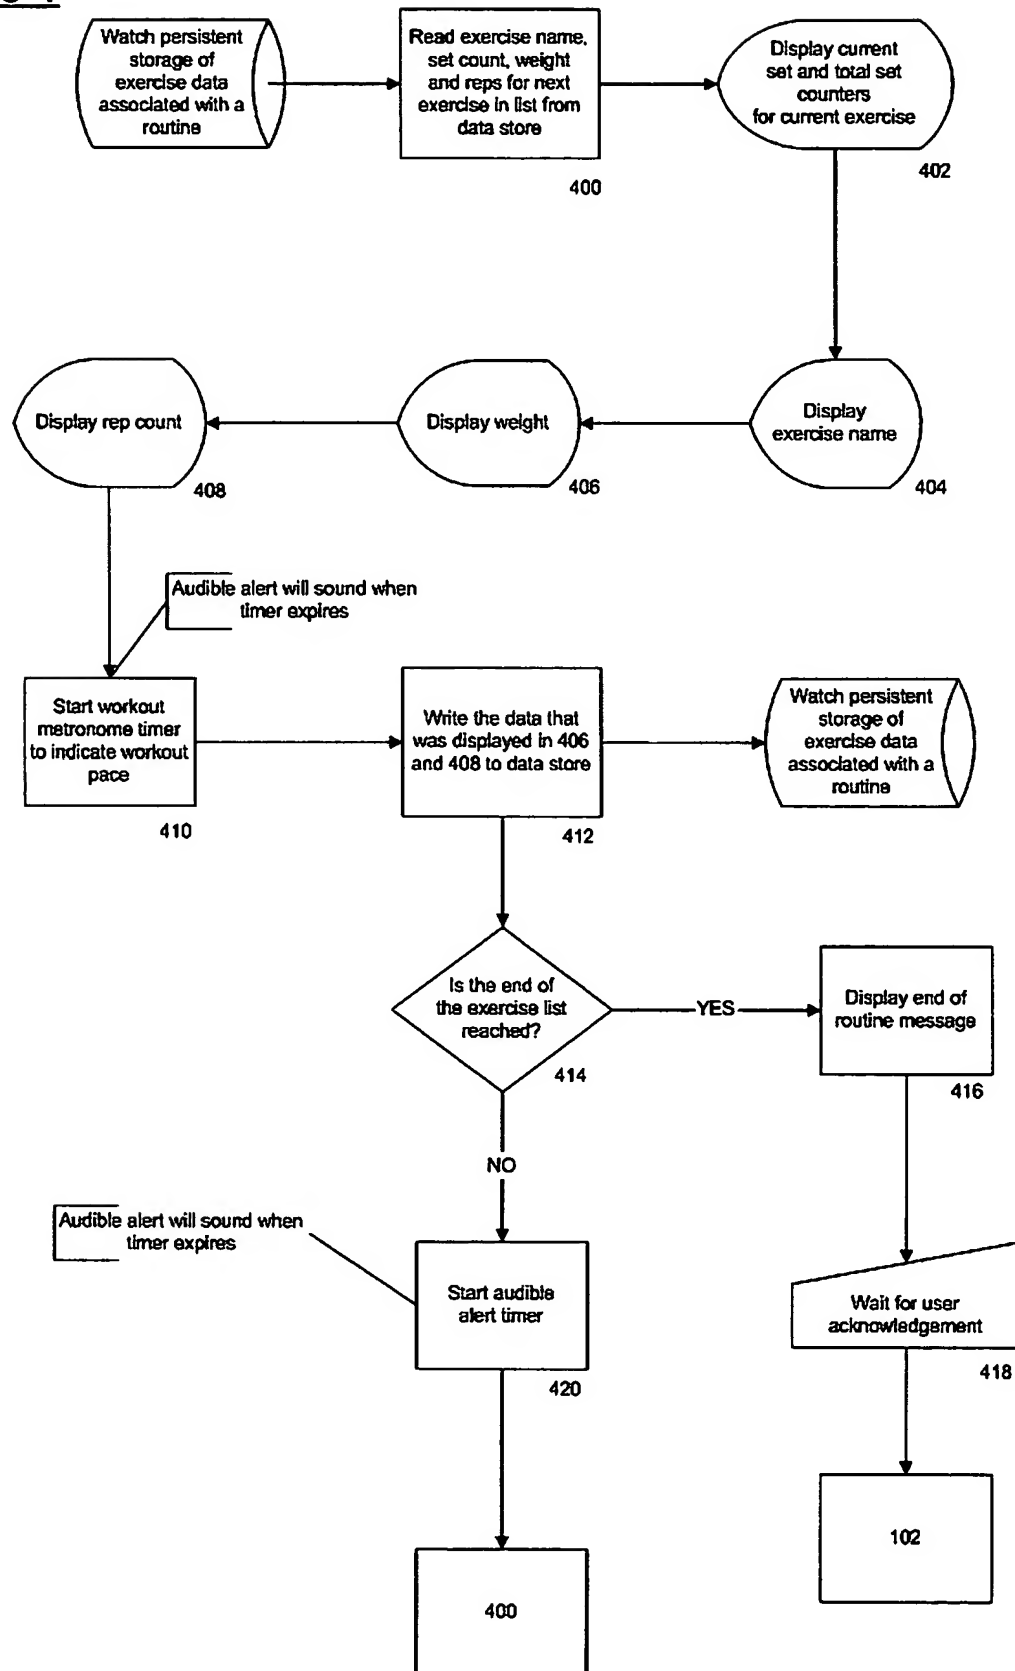 Watch persistent
storage of
exercise data
associated with a
routine
Read exercise name,
set count, weight
and reps for next
exercise in list from
data store
400
Display current
set and total set
counters
for current exercise
402
Display
exercise name
404
Display weight
406
Display rep count
408
Audible alert will sound when
timer expires
Start workout
metronome timer
to indicate workout
pace
410
Write the data that
was displayed in 406
and 408 to data store
412
Watch persistent
storage of
exercise data
associated with a
routine
Is the end of
the exercise list
reached?
414
YES
Display end of
routine message
416
NO
Audible alert will sound when
timer expires
Start audible
alert timer
420
Wait for user
acknowledgement
418
102
400